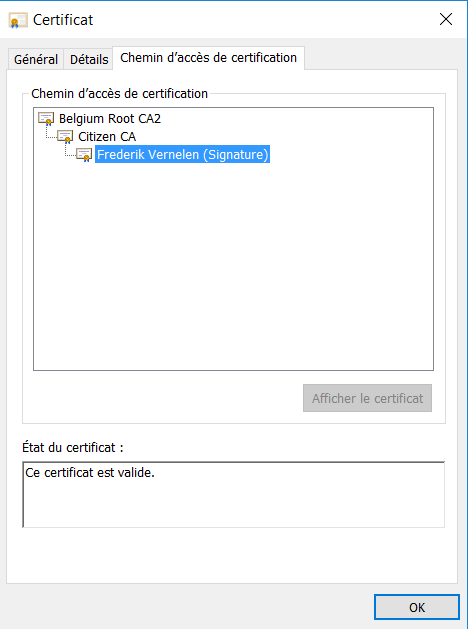 Certificat
Général Détails Chemin d'accès de certification
Chemin d'accès de certification
Belgium Root CA2
Citizen CA
Frederik Vernelen (Signature)
Afficher le certificat
État du certificat :
Ce certificat est valide.
OK